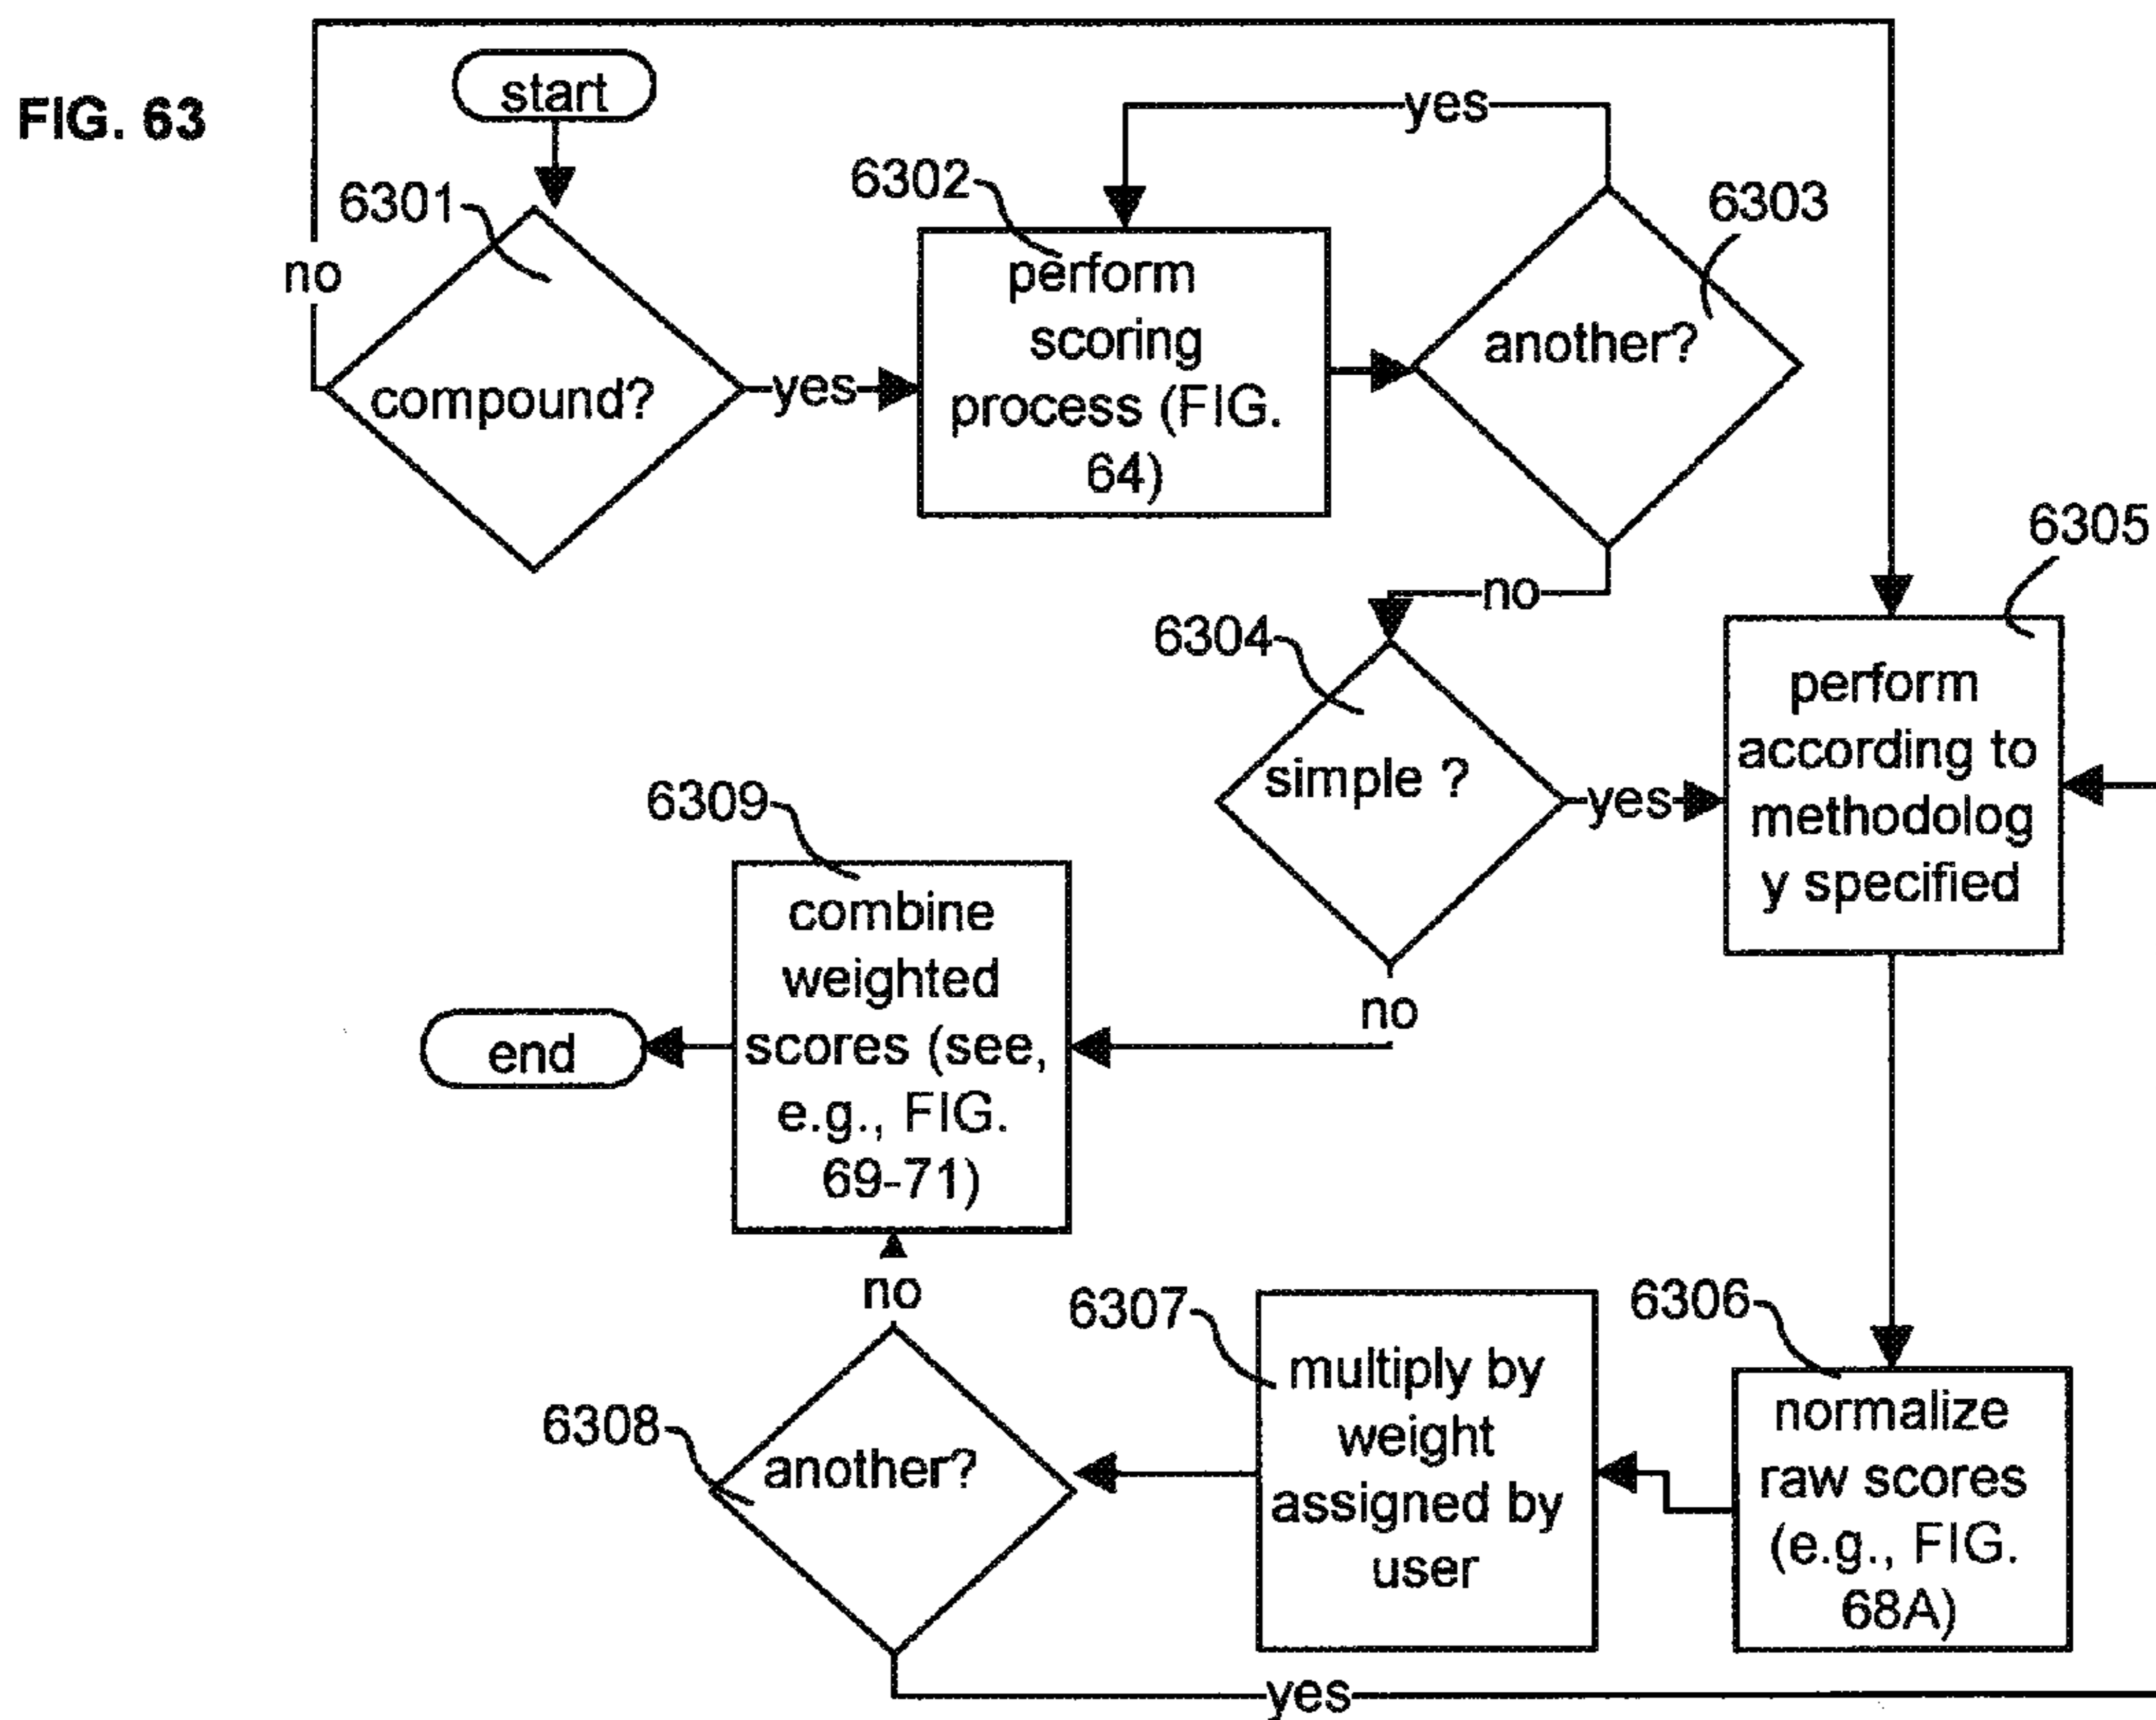 FIG. 63
start
yes
6301
6302
6303
no
compound?
yes
perform
scoring
process (FIG.
64)
another?
6305
no
6304
simple ?
yes
perform
according to
methodolog
y specified
6309
combine
weighted
scores (see,
e.g., FIG.
69-71)
no
end
no
6307
6306
6308
another?
multiply by
weight
assigned by
user
normalize
raw scores
(e.g., FIG.
68A)
yes